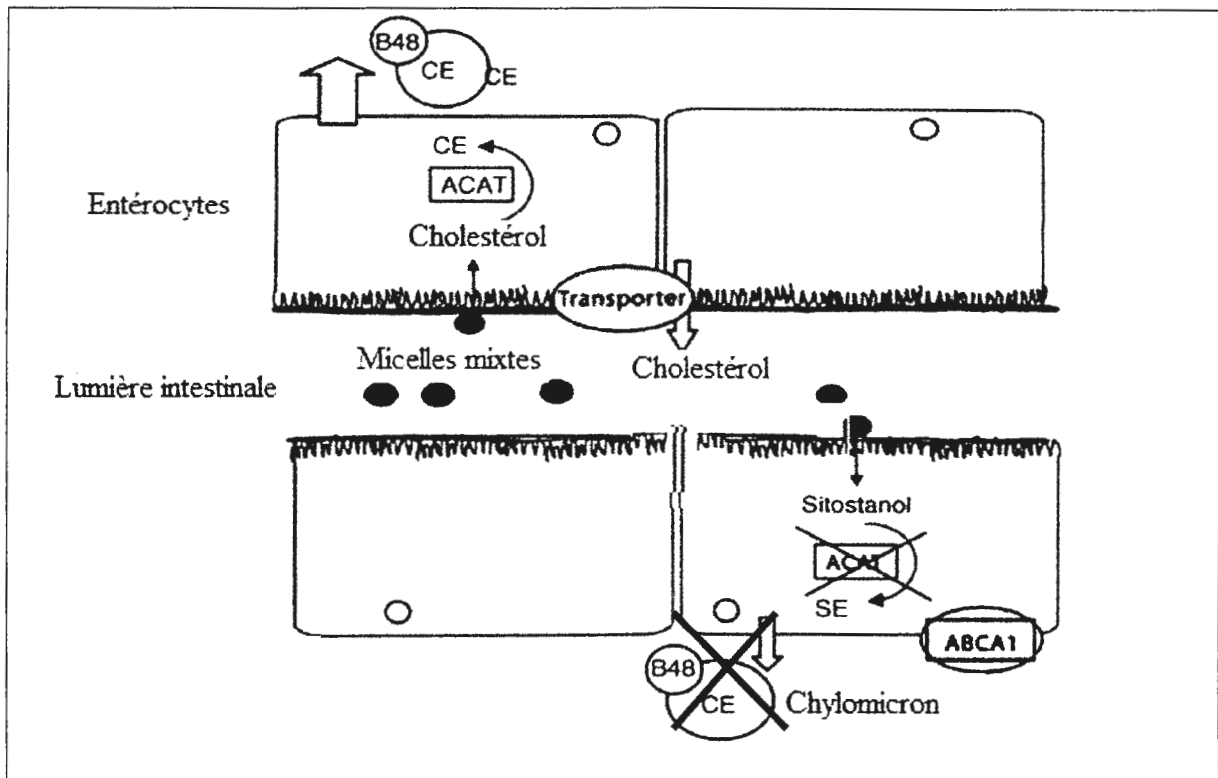 B48
CE
CE
CE
ACAT
Entérocytes
Cholestérol
Transporter
Micelles mixtes
Cholestérol
Lumière intestinale
Sitostanol
ACAT
SE
ABCA1
B48
CE
Chylomicron